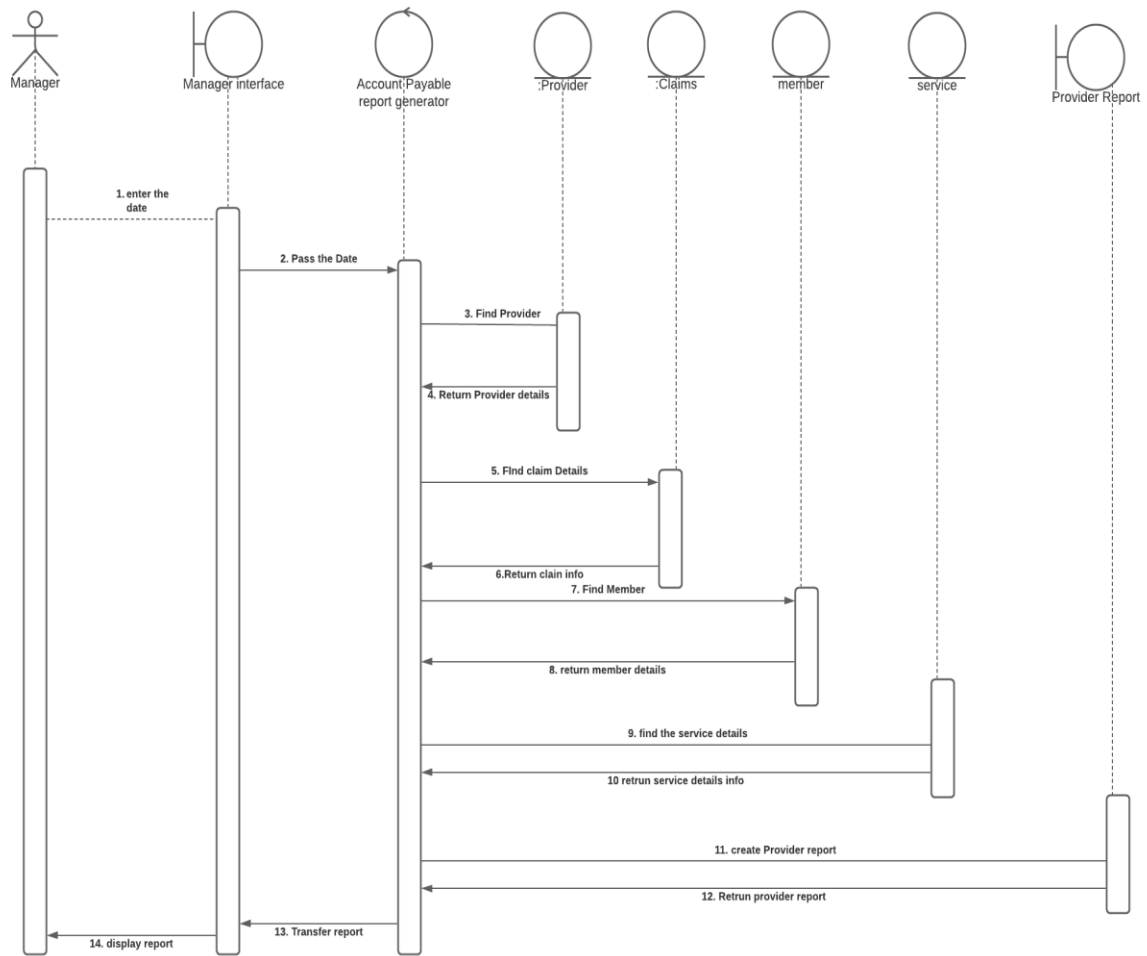 Manager
Manager interface
Account Payable
report generator
:Provider
:Claims
member
service
Provider Report
1. enter the
date
2. Pass the Date
3. Find Provider
4. Return Provider details
5. FInd claim Details
6.Return clain info
7. Find Member
8. return member details
9. find the service details
10 retrun service details info
11. create Provider report
12. Retrun provider report
13. Transfer report
14. display report